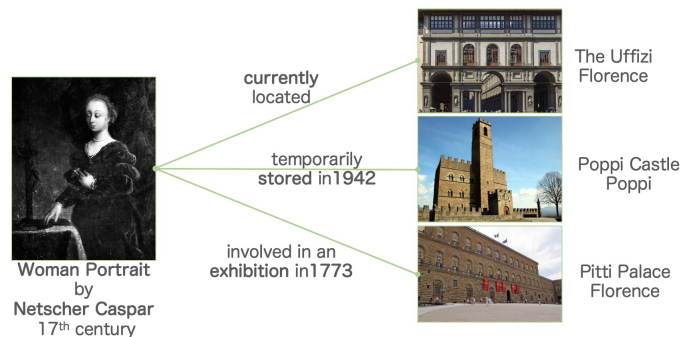 currently
located
The Uffizi
Florence
temporarily
stored in1942
Poppi Castle
Poppi
involved in an
exhibition in1773
Pitti Palace
Florence
Woman Portrait
by
Netscher Caspar
17th century